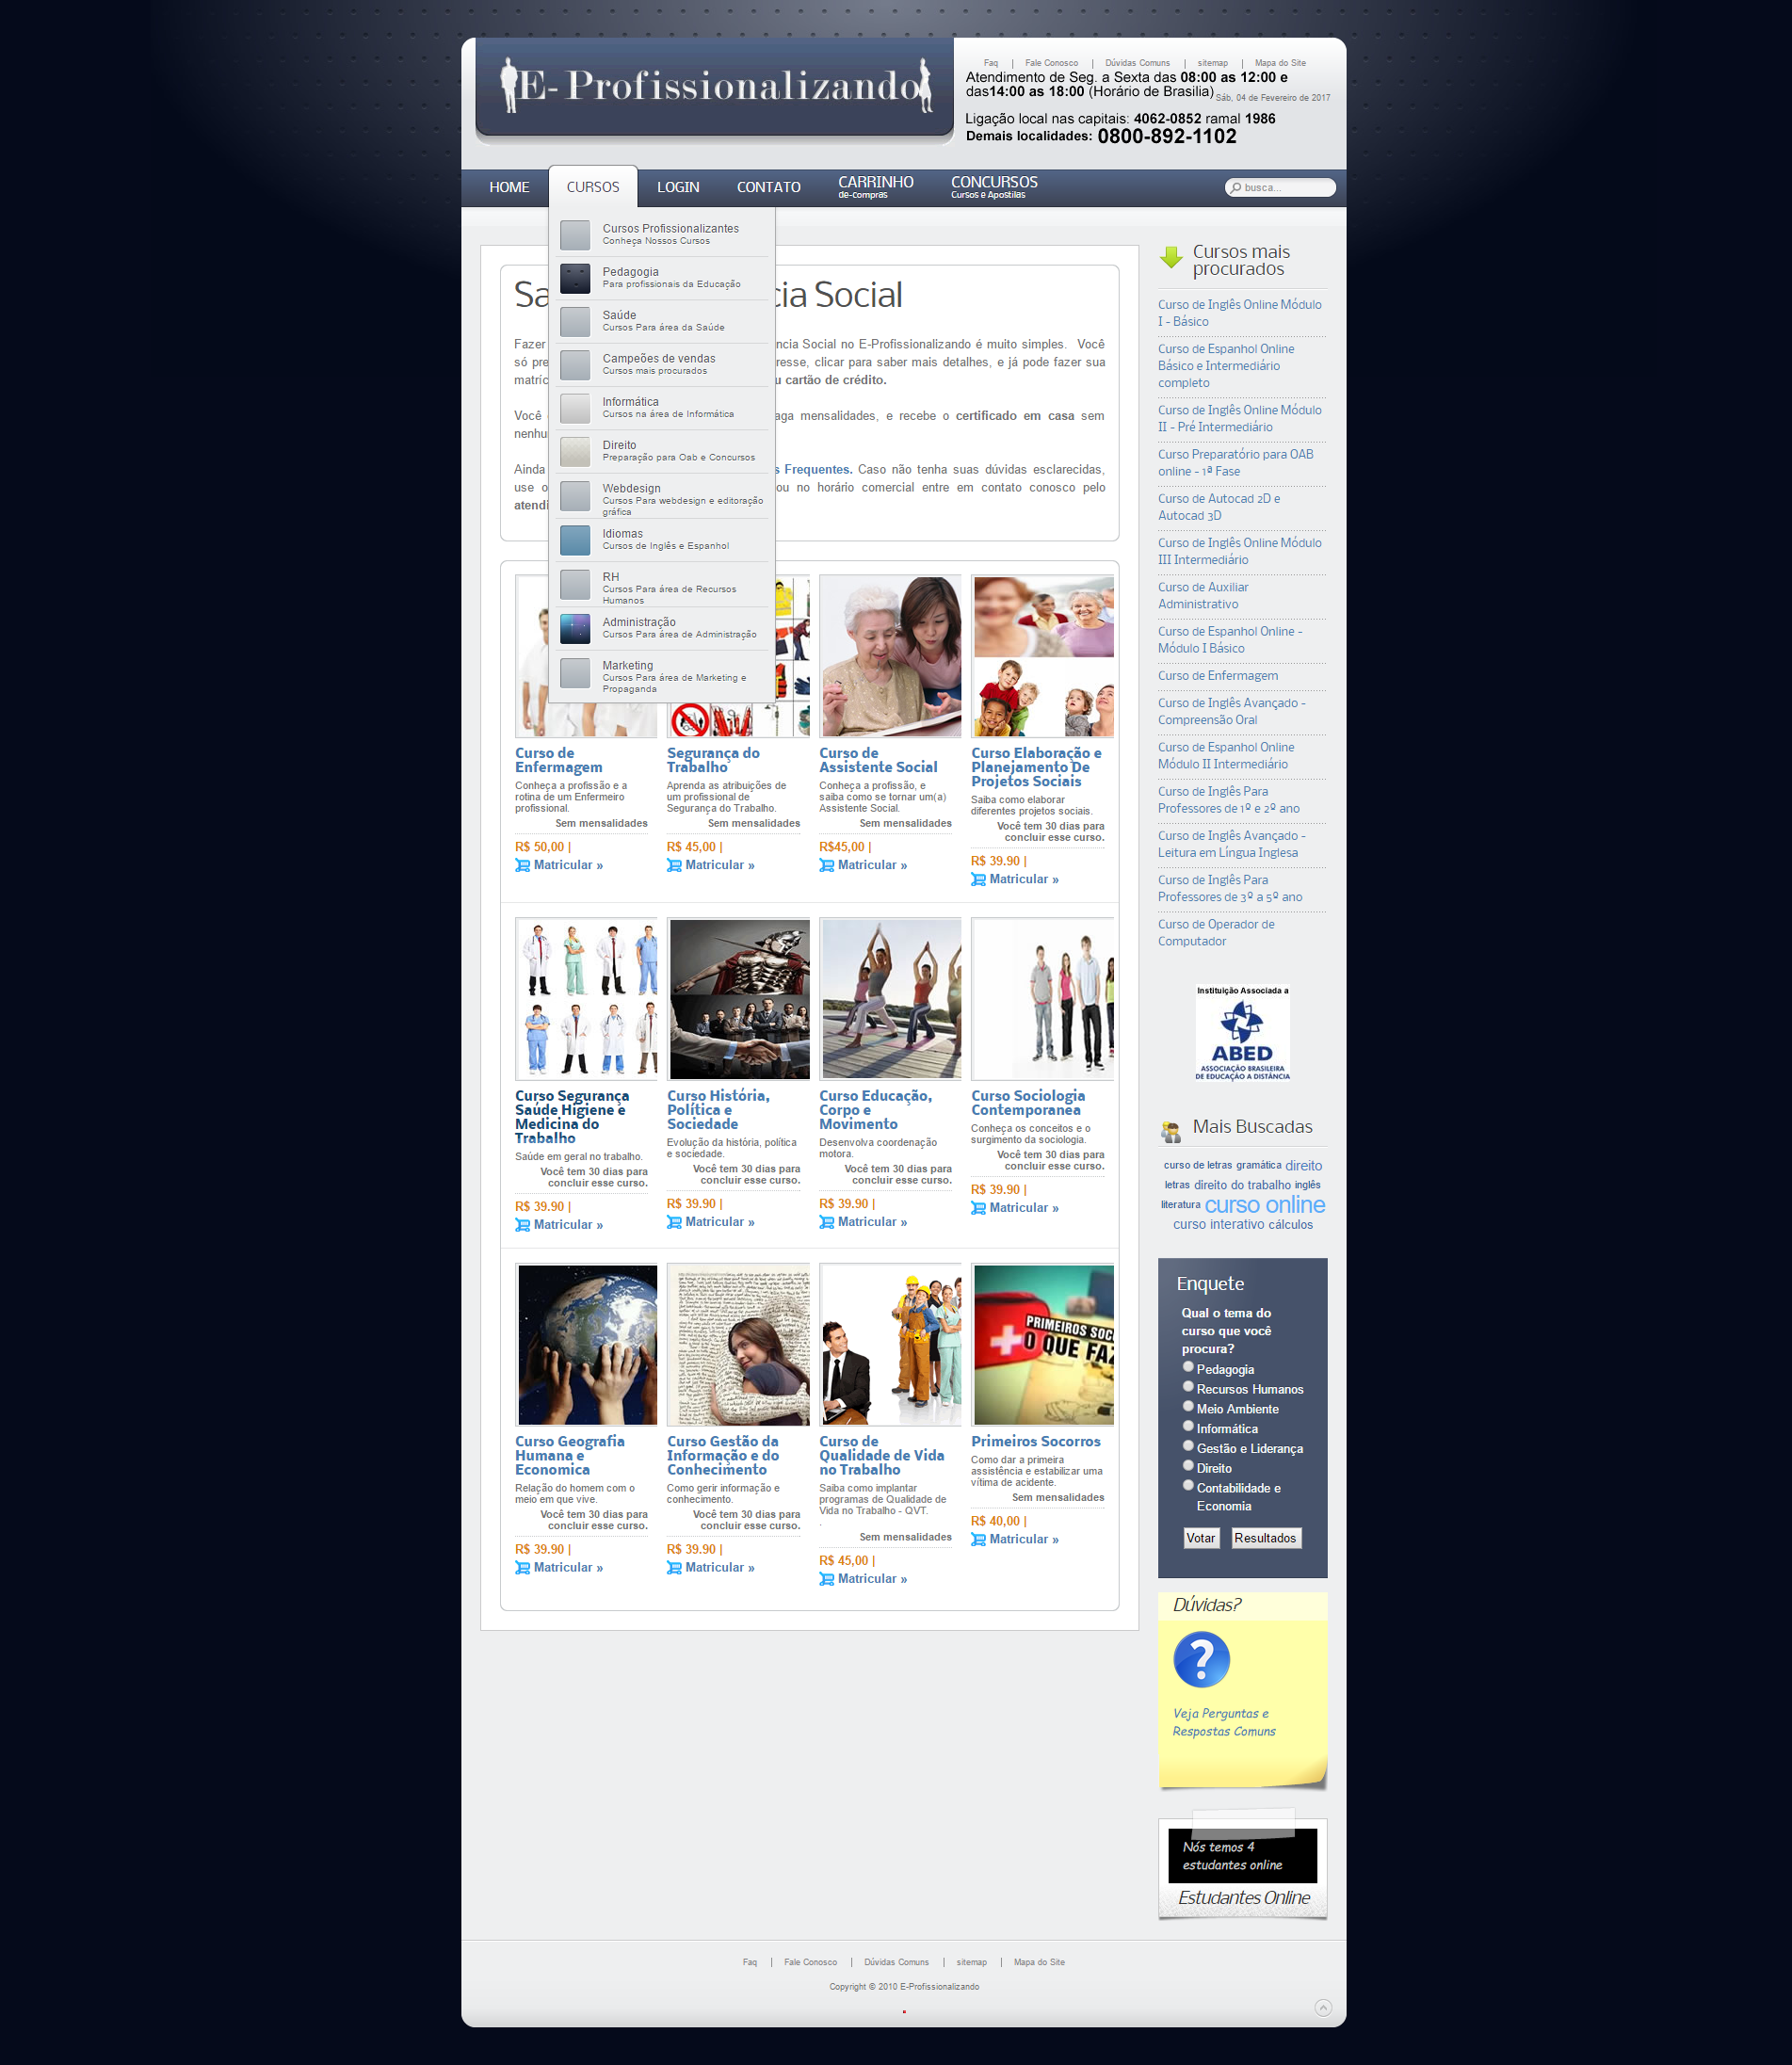 E-Profissionalizando
Faq | Fale Conosco | Dúvidas Comuns | sitemap | Mapa do Site
Atendimento de Seg. a Sexta das 08:00 as 12:00 e
das14:00 as 18:00 (Horário de Brasilia)
Sáb, 04 de Fevereiro de 2017
Ligação local nas capitais: 4062-0852 ramal 1986
Demais localidades: 0800-892-1102
HOME
CURSOS
LOGIN
CONTATO
CARRINHO
de-compras
CONCURSOS
Cursos e Apostilas
busca...
Cursos Profissionalizantes
Conheça Nossos Cursos
Pedagogia
Para profissionais da Educação
Saúde
Cursos Para área da Saúde
Campeões de vendas
Cursos mais procurados
Informática
Cursos na área de Informática
Direito
Preparação para Oab e Concursos
Webdesign
Cursos Para webdesign e editoração
gráfica
Idiomas
Cursos de Inglês e Espanhol
RH
Cursos Para área de Recursos
Humanos
Administração
Cursos Para área de Administração
Marketing
Cursos Para área de Marketing e
Propaganda
Sa cia Social
Fazer ncia Social no E-Profissionalizando é muito simples. Você
só pre resse, clicar para saber mais detalhes, e já pode fazer sua
matríc u cartão de crédito.
Você aga mensalidades, e recebe o certificado em casa sem
nenhu
Ainda s Frequentes. Caso não tenha suas dúvidas esclarecidas,
use o ou no horário comercial entre em contato conosco pelo
atendi
Curso de
Enfermagem
Conheça a profissão e a
rotina de um Enfermeiro
profissional.
Sem mensalidades
R$ 50,00 |
Matricular »
Segurança do
Trabalho
Aprenda as atribuições de
um profissional de
Segurança do Trabalho.
Sem mensalidades
R$ 45,00 |
Matricular »
Curso de
Assistente Social
Conheça a profissão, e
saiba como se tornar um(a)
Assistente Social.
Sem mensalidades
R$45,00 |
Matricular »
Curso Elaboração e
Planejamento De
Projetos Sociais
Saiba como elaborar
diferentes projetos sociais.
Você tem 30 dias para
concluir esse curso.
R$ 39.90 |
Matricular »
Curso Segurança
Saúde Higiene e
Medicina do
Trabalho
Saúde em geral no trabalho.
Você tem 30 dias para
concluir esse curso.
R$ 39.90 |
Matricular »
Curso História,
Política e
Sociedade
Evolução da história, política
e sociedade.
Você tem 30 dias para
concluir esse curso.
R$ 39.90 |
Matricular »
Curso Educação,
Corpo e
Movimento
Desenvolva coordenação
motora.
Você tem 30 dias para
concluir esse curso.
R$ 39.90 |
Matricular »
Curso Sociologia
Contemporanea
Conheça os conceitos e o
surgimento da sociologia.
Você tem 30 dias para
concluir esse curso.
R$ 39.90 |
Matricular »
Curso Geografia
Humana e
Economica
Relação do homem com o
meio em que vive.
Você tem 30 dias para
concluir esse curso.
R$ 39.90 |
Matricular »
Curso Gestão da
Informação e do
Conhecimento
Como gerir informação e
conhecimento.
Você tem 30 dias para
concluir esse curso.
R$ 39.90 |
Matricular »
Curso de
Qualidade de Vida
no Trabalho
Saiba como implantar
programas de Qualidade de
Vida no Trabalho - QVT.
.
Sem mensalidades
R$ 45,00 |
Matricular »
PRIMEIROS SOC
O QUE FAZ
Primeiros Socorros
Como dar a primeira
assistência e estabilizar uma
vítima de acidente.
Sem mensalidades
R$ 40,00 |
Matricular »
Cursos mais
procurados
Curso de Inglês Online Módulo
I - Básico
Curso de Espanhol Online
Básico e Intermediário
completo
Curso de Inglês Online Módulo
II - Pré Intermediário
Curso Preparatório para OAB
online - 1ª Fase
Curso de Autocad 2D e
Autocad 3D
Curso de Inglês Online Módulo
III Intermediário
Curso de Auxiliar
Administrativo
Curso de Espanhol Online -
Módulo I Básico
Curso de Enfermagem
Curso de Inglês Avançado -
Compreensão Oral
Curso de Espanhol Online
Módulo II Intermediário
Curso de Inglês Para
Professores de 1º e 2º ano
Curso de Inglês Avançado -
Leitura em Língua Inglesa
Curso de Inglês Para
Professores de 3º a 5º ano
Curso de Operador de
Computador
Instituição Associada a
ABED
ASSOCIAÇÃO BRASILEIRA
DE EDUCAÇÃO A DISTÂNCIA
Mais Buscadas
curso de letras gramática direito
letras direito do trabalho inglês
literatura curso online
curso interativo cálculos
Enquete
Qual o tema do
curso que você
procura?
Pedagogia
Recursos Humanos
Meio Ambiente
Informática
Gestão e Liderança
Direito
Contabilidade e
Economia
Votar Resultados
Dúvidas?
?
Veja Perguntas e
Respostas Comuns
Nós temos 4
estudantes online
Estudantes Online
Faq | Fale Conosco | Dúvidas Comuns | sitemap | Mapa do Site
Copyright © 2010 E-Profissionalizando